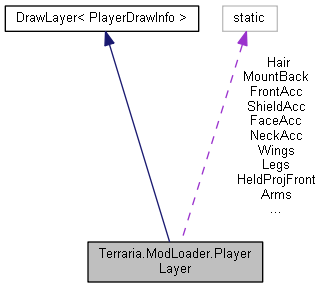 DrawLayer< PlayerDrawInfo >
static
Hair
MountBack
FrontAcc
ShieldAcc
FaceAcc
NeckAcc
Wings
Legs
HeldProjFront
Arms
...
Terraria.ModLoader.Player
Layer